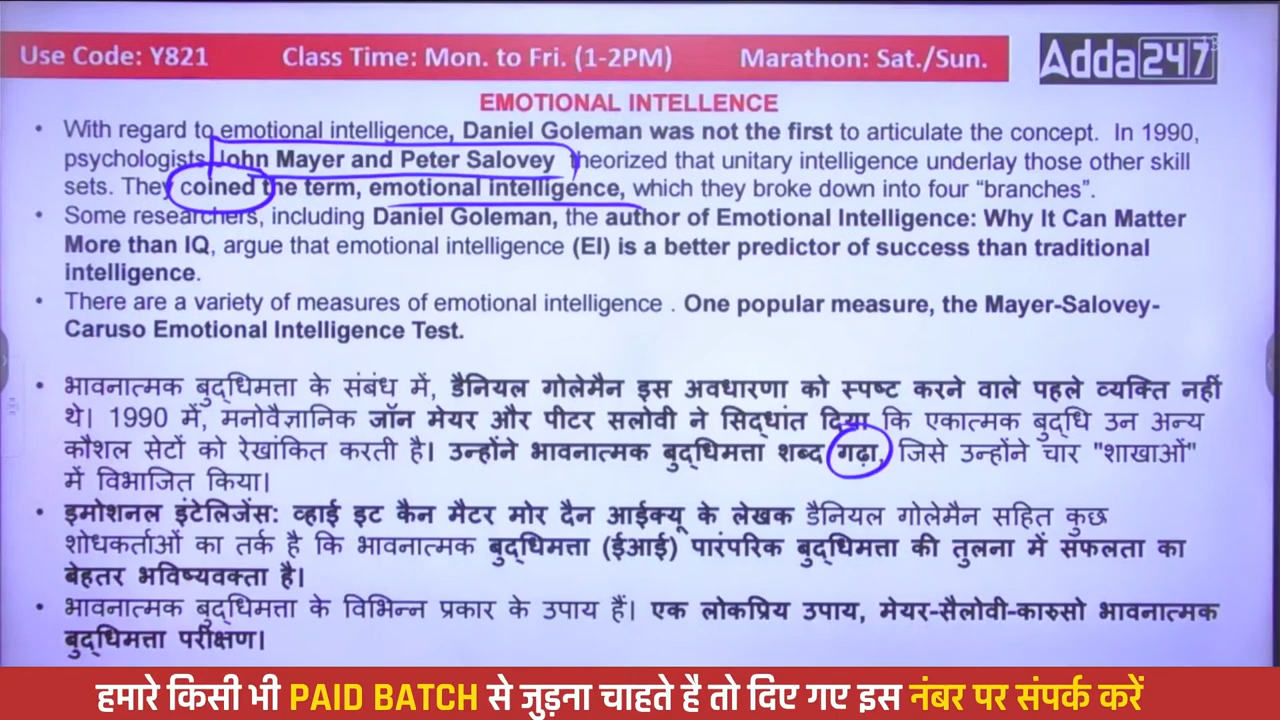 Use Code: Y821 Class Time: Mon. to Fri. (1-2PM) Marathon: Sat./Sun.
Adda247
EMOTIONAL INTELLENCE
• With regard to emotional intelligence, Daniel Goleman was not the first to articulate the concept. In 1990,
psychologists John Mayer and Peter Salovey theorized that unitary intelligence underlay those other skill
sets. They coined the term, emotional intelligence, which they broke down into four “branches”.
• Some researchers, including Daniel Goleman, the author of Emotional Intelligence: Why It Can Matter
More than IQ, argue that emotional intelligence (EI) is a better predictor of success than traditional
intelligence.
• There are a variety of measures of emotional intelligence . One popular measure, the Mayer-Salovey-
Caruso Emotional Intelligence Test.
• भावनात्मक बुद्धिमत्ता के संबंध में, डैनियल गोलेमैन इस अवधारणा को स्पष्ट करने वाले पहले व्यक्ति नहीं
थे। 1990 में, मनोवैज्ञानिक जॉन मेयर और पीटर सलोवी ने सिद्धांत दिया कि एकात्मक बुद्धि उन अन्य
कौशल सेटों को रेखांकित करती है। उन्होंने भावनात्मक बुद्धिमत्ता शब्द गढ़ा, जिसे उन्होंने चार "शाखाओं"
में विभाजित किया।
• इमोशनल इंटेलिजेंस: व्हाई इट कैन मैटर मोर दैन आईक्यू के लेखक डैनियल गोलेमैन सहित कुछ
शोधकर्ताओं का तर्क है कि भावनात्मक बुद्धिमत्ता (ईआई) पारंपरिक बुद्धिमत्ता की तुलना में सफलता का
बेहतर भविष्यवक्ता है।
• भावनात्मक बुद्धिमत्ता के विभिन्न प्रकार के उपाय हैं। एक लोकप्रिय उपाय, मेयर-सैलोवी-कारुसो भावनात्मक
बुद्धिमत्ता परीक्षण।
हमारे किसी भी PAID BATCH से जुड़ना चाहते है तो दिए गए इस नंबर पर संपर्क करें